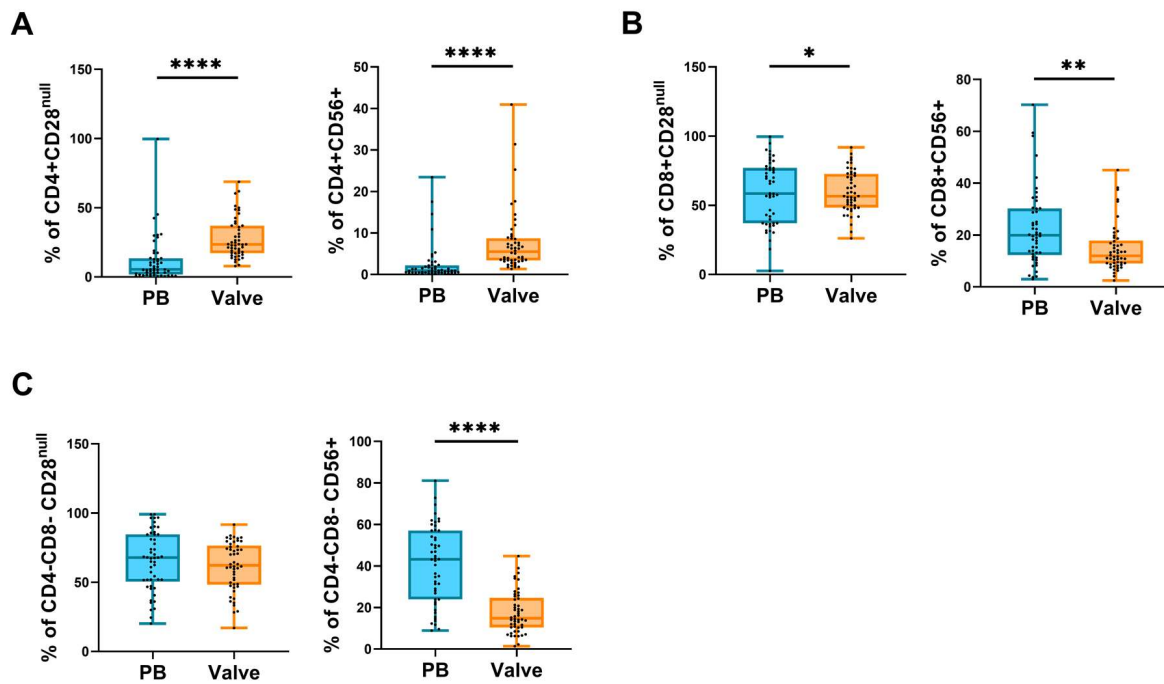 A
% of CD4+CD28null
150
100
50
0
****
PB
Valve
% of CD4+CD56+
50
40
30
20
10
0
****
PB
Valve
B
% of CD8+CD28null
150
100
50
0
*
PB
Valve
% of CD8+CD56+
80
60
40
20
0
**
PB
Valve
C
% of CD4-CD8- CD28null
150
100
50
0
PB
Valve
% of CD4-CD8- CD56+
100
80
60
40
20
0
****
PB
Valve